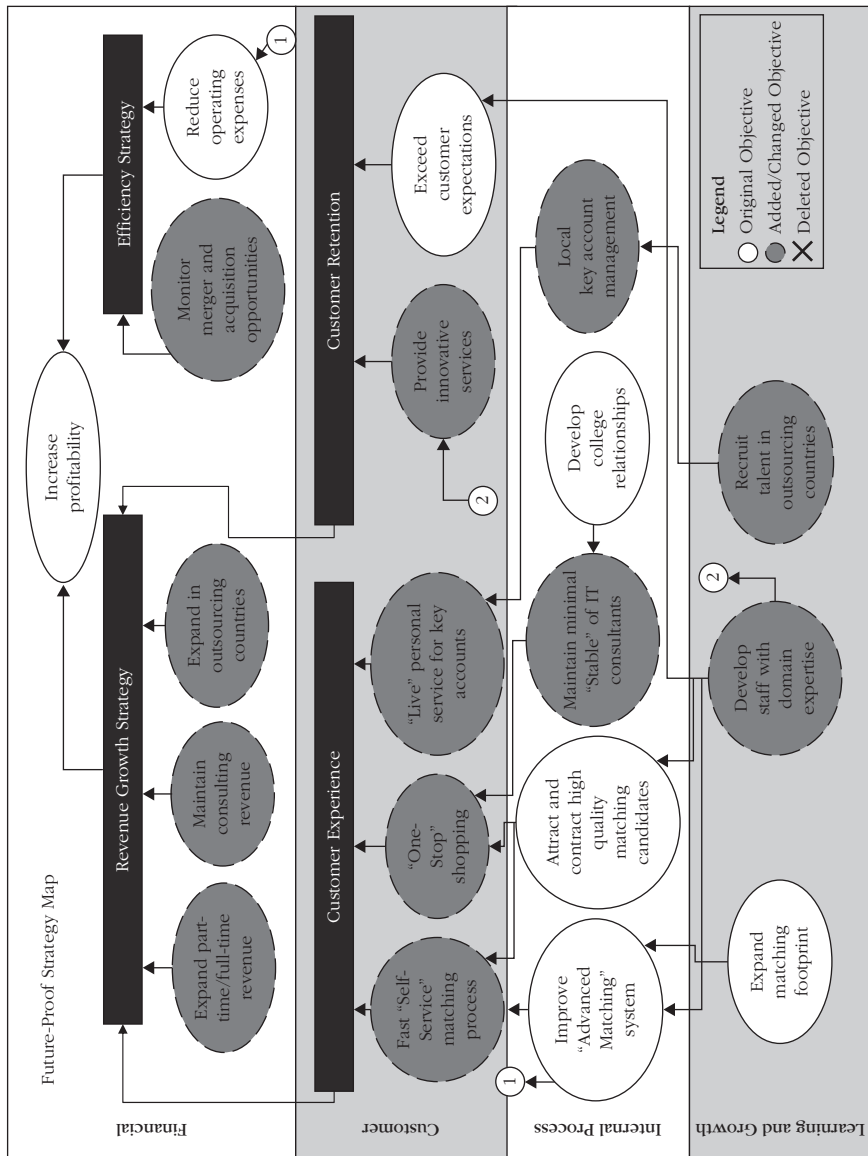 Future-Proof Strategy Map
Financial
Increase
profitability
Revenue Growth Strategy
Efficiency Strategy
Expand part-
time/full-time
revenue
Maintain
consulting
revenue
Expand in
outsourcing
countries
Monitor
merger and
acquisition
opportunities
Reduce
operating
expenses
1
Customer
Customer Experience
Customer Retention
Fast “Self-
Service”
matching
process
“One-
Stop”
shopping
“Live” personal
service for key
accounts
2
Provide
innovative
services
Exceed
customer
expectations
Internal Process
1
Improve
“Advanced
Matching”
system
Attract and
contract high
quality
matching
candidates
Maintain minimal
“Stable” of IT
consultants
Develop
college
relationships
Local
key account
management
Learning and Growth
Expand
matching
footprint
Develop
staff with
domain
expertise
2
Recruit
talent in
outsourcing
countries
Legend
Original Objective
Added/Changed Objective
Deleted Objective